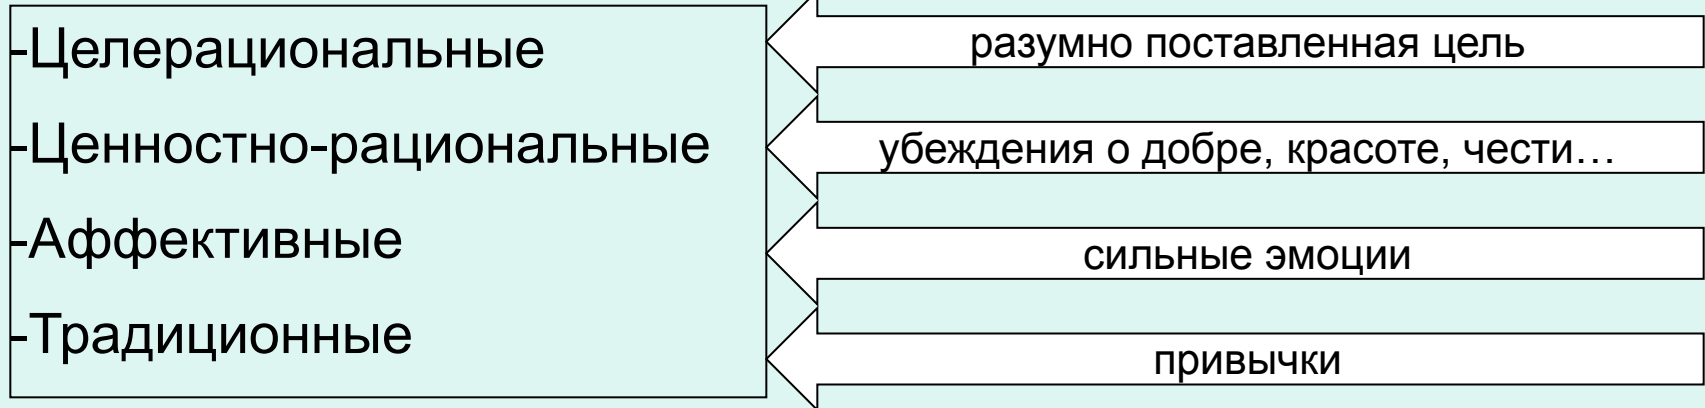 -Целерациональные
разумно поставленная цель
-Ценностно-рациональные
убеждения о добре, красоте, чести…
-Аффективные
сильные эмоции
-Традиционные
привычки